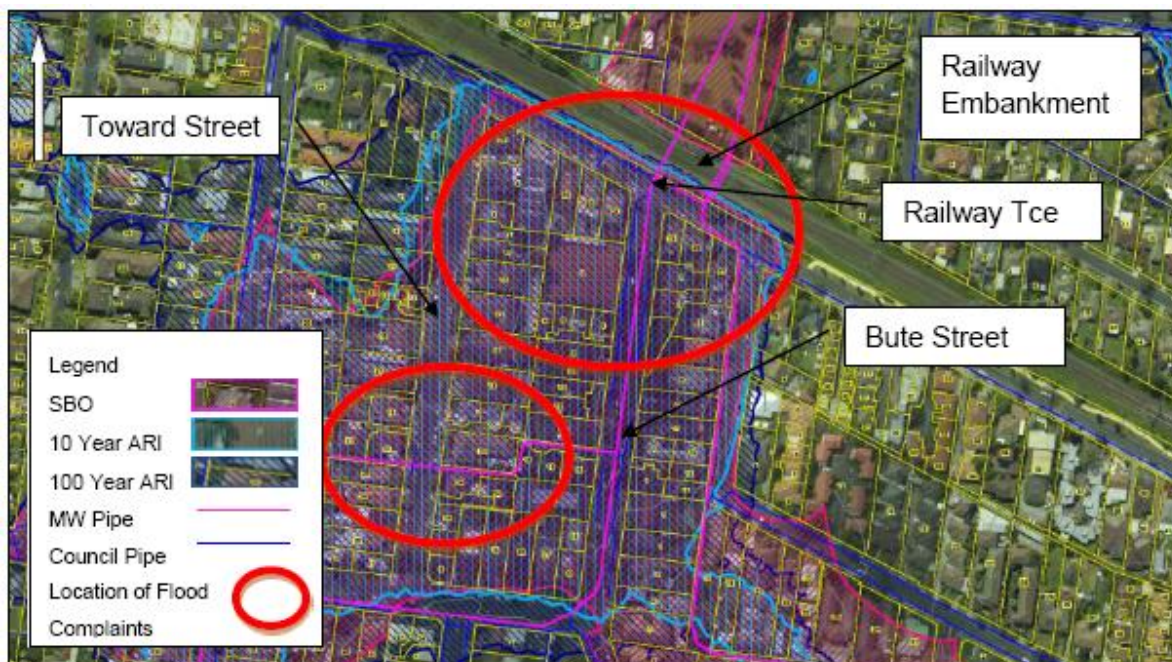 Toward Street
Railway
Embankment
Railway Tce
Bute Street
Legend
SBO
10 Year ARI
100 Year ARI
MW Pipe
Council Pipe
Location of Flood
Complaints